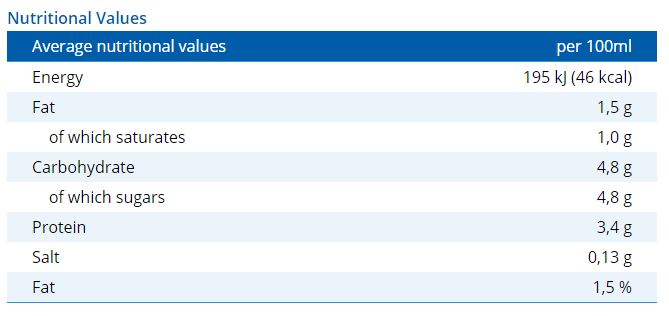 Nutritional Values
Average nutritional values per 100ml
Energy 195 kJ (46 kcal)
Fat 1,5 g
of which saturates 1,0 g
Carbohydrate 4,8 g
of which sugars 4,8 g
Protein 3,4 g
Salt 0,13 g
Fat 1,5 %